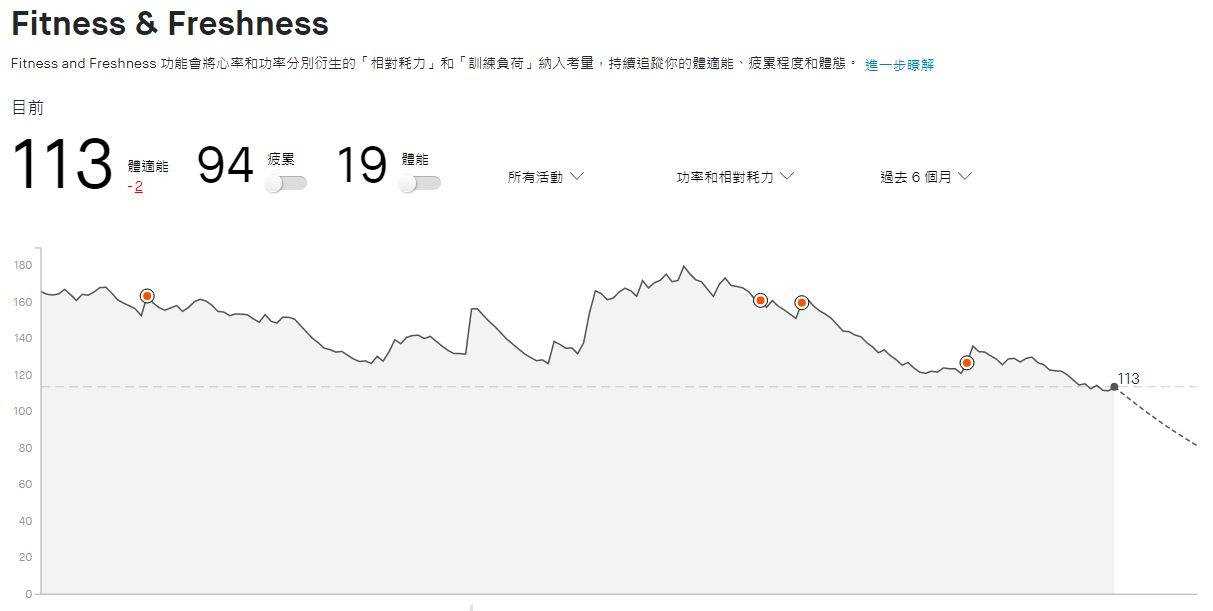 Fitness & Freshness
Fitness and Freshness 功能會將心率和功率分別衍生的「相對耗力」和「訓練負荷」納入考量，持續追蹤你的體適能、疲累程度和體態。 進一步瞭解
目前
113 體適能 -2 94 疲累 19 體能 所有活動 功率和相對耗力 過去 6 個月
180
160
140
120
113
100
80
60
40
20
0